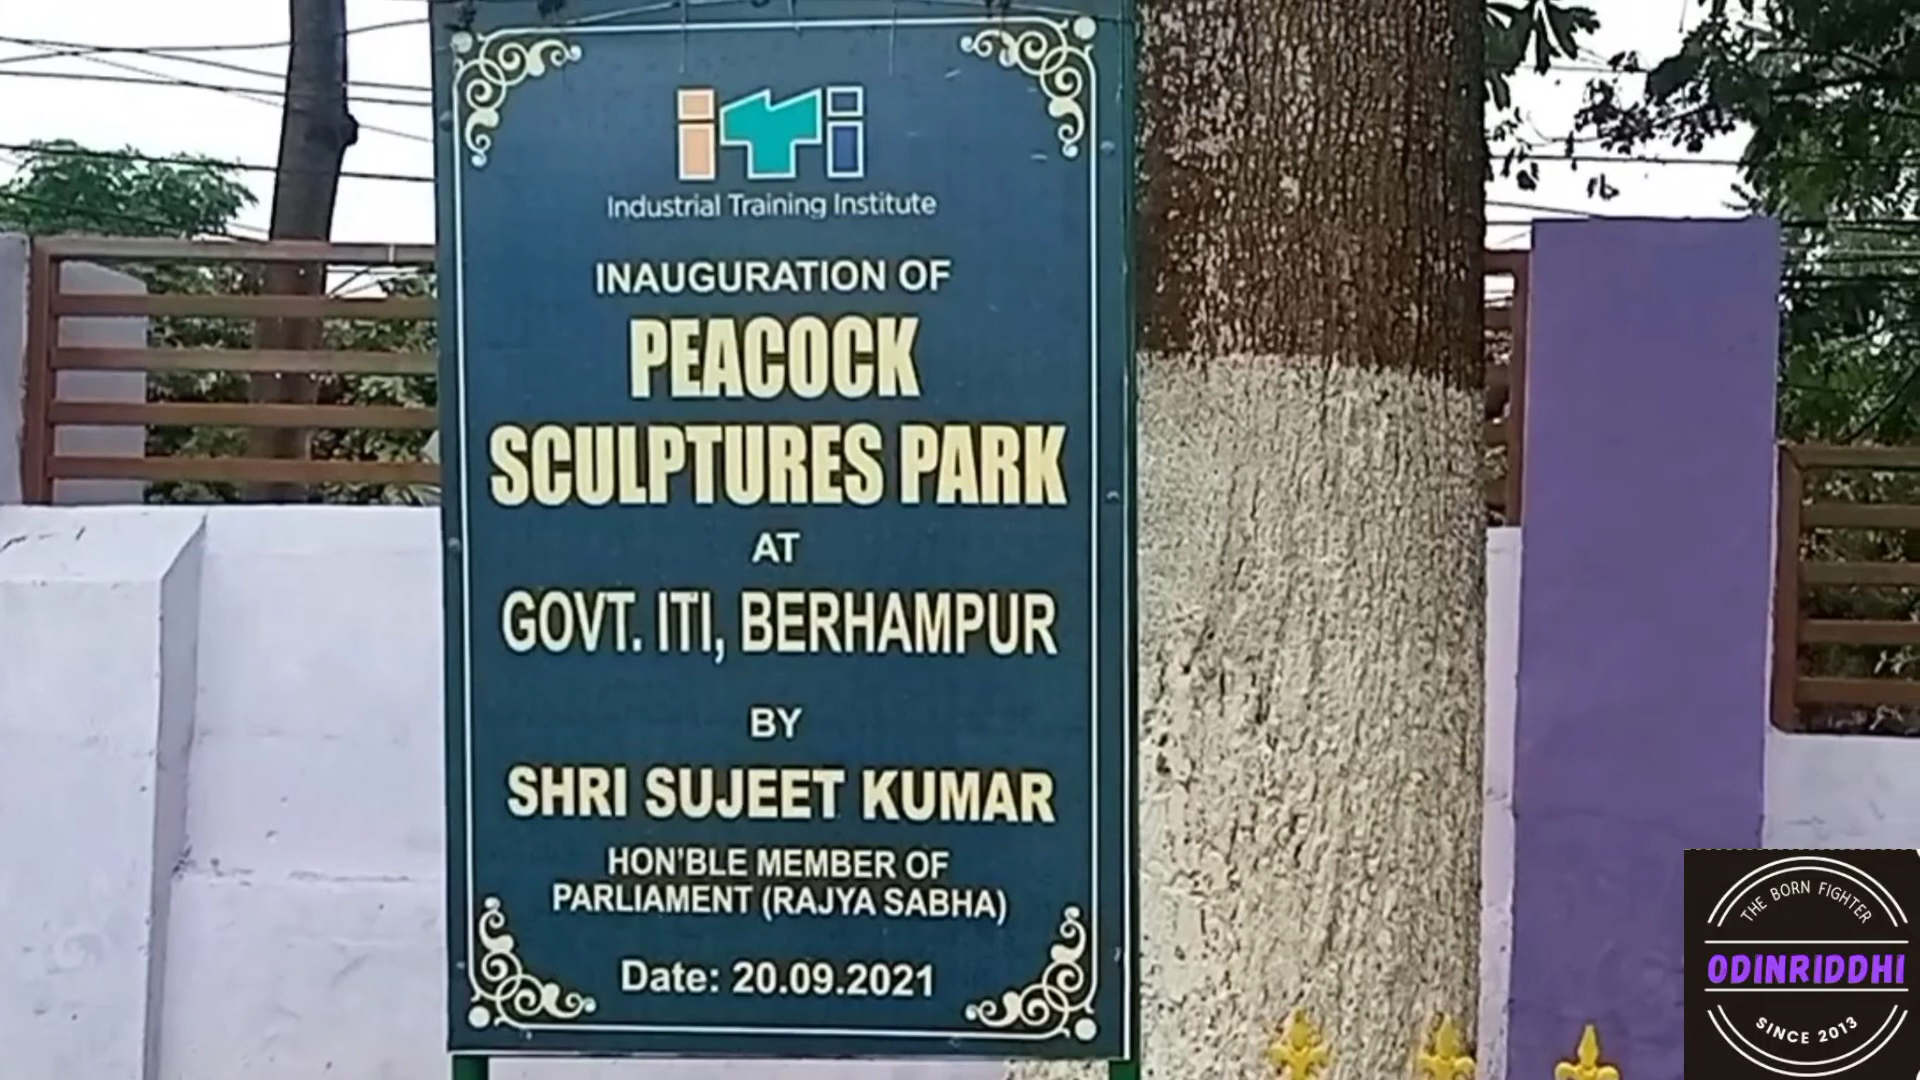 iTi
Industrial Training Institute
INAUGURATION OF
PEACOCK
SCULPTURES PARK
AT
GOVT. ITI, BERHAMPUR
BY
SHRI SUJEET KUMAR
HON'BLE MEMBER OF
PARLIAMENT (RAJYA SABHA)
Date: 20.09.2021
THE BORN FIGHTER
ODINRIDDHI
SINCE 2013